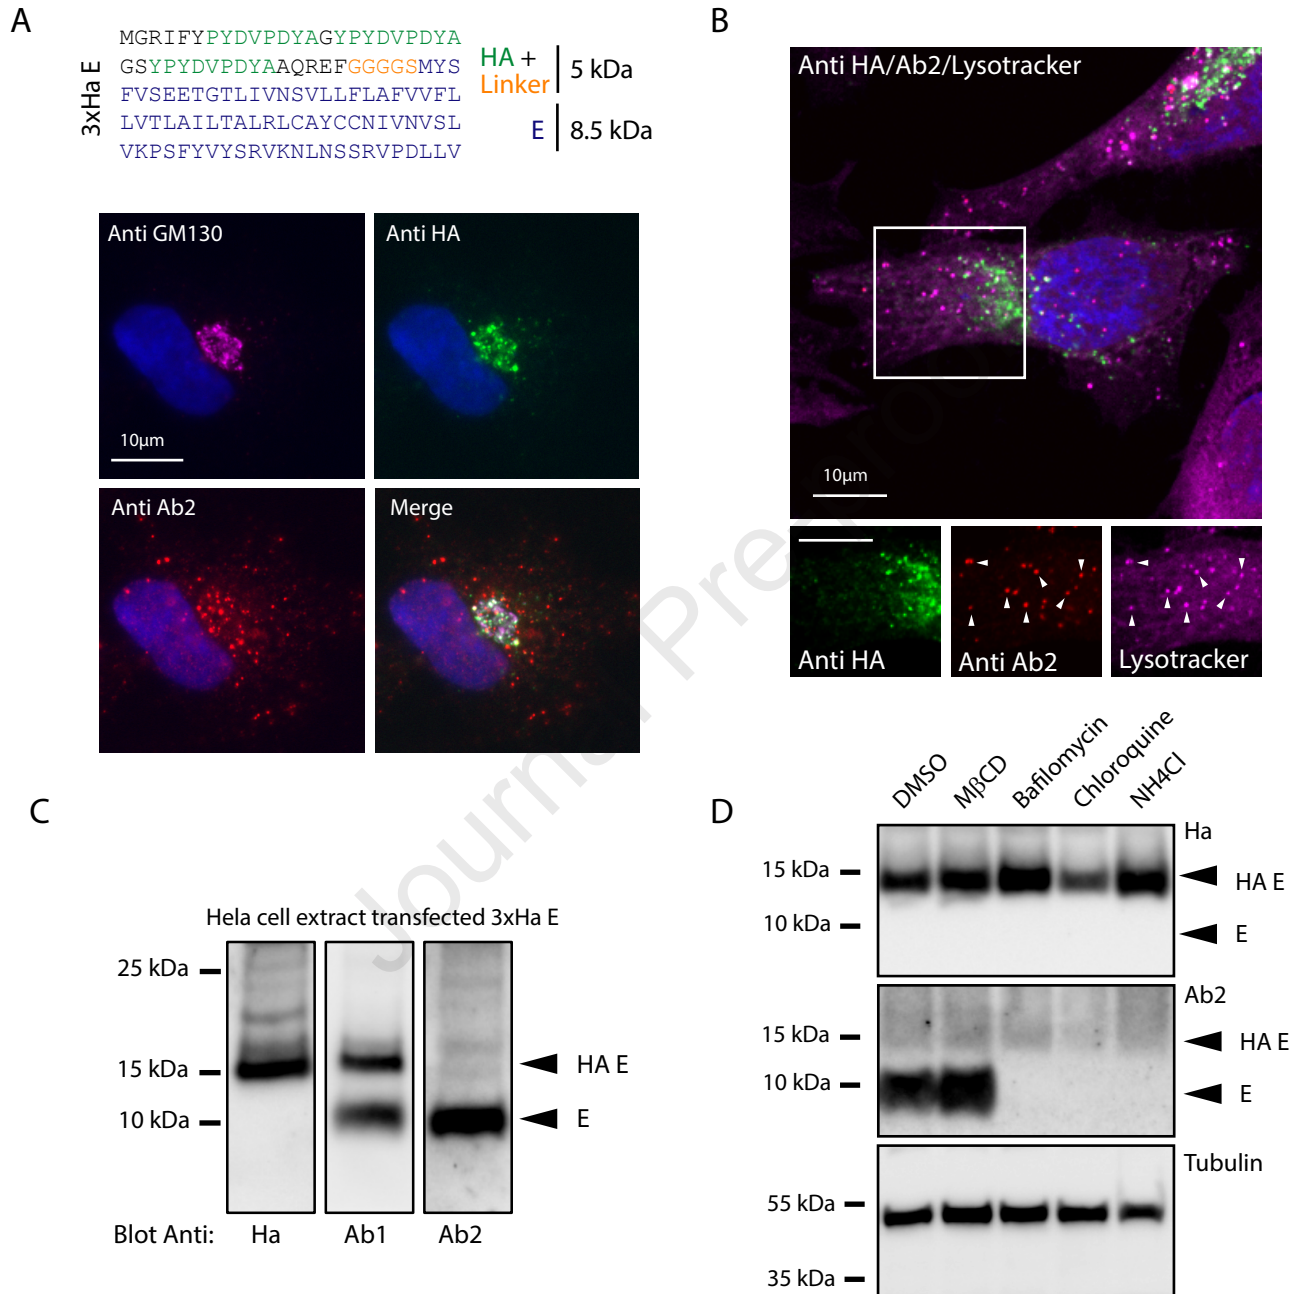 A
3xHa E
MGRIFYPYDVPDYAGYPYDVPDYA
GSYPYDVPDYAAQREFGGGGSMYS
FVSEETGTLIVNSVLLFLAFVVFL
LVTLAILTALRLCAYCCNIVNVSL
VKPSFYVYSRVKNLNSSRVPDLLV
HA +
Linker
5 kDa
E
8.5 kDa
Anti GM130
Anti HA
10μm
Anti Ab2
Merge
B
Anti HA/Ab2/Lysotracker
10μm
Anti HA
Anti Ab2
Lysotracker
Journal Pre-proof
C
Hela cell extract transfected 3xHa E
25 kDa
15 kDa
10 kDa
HA E
E
Blot Anti: Ha Ab1 Ab2
D
DMSO MβCD Bafilomycin Chloroquine NH4Cl
Ha
15 kDa
HA E
10 kDa
E
Ab2
15 kDa
HA E
10 kDa
E
Tubulin
55 kDa
35 kDa